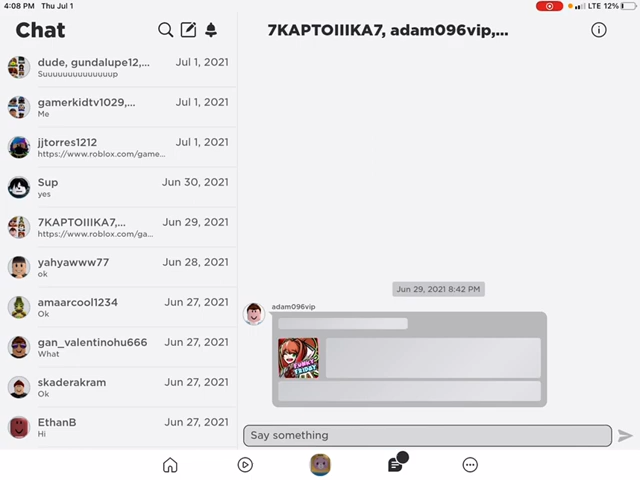 4:08 PM Thu Jul 1
LTE 12%
Chat
7KAPTOIIIKA7, adam096vip,...
dude, gundalupe12,... Jul 1, 2021
Suuuuuuuuuuuuuup
gamerkidtv1029,... Jul 1, 2021
Me
jjtorres1212 Jul 1, 2021
https://www.roblox.com/game...
Sup Jun 30, 2021
yes
7KAPTOIIIKA7,... Jun 29, 2021
https://www.roblox.com/ga...
yahyawww77 Jun 28, 2021
ok
amaarcool1234 Jun 27, 2021
Ok
gan_valentinohu666 Jun 27, 2021
What
skaderakram Jun 27, 2021
Ok
EthanB Jun 27, 2021
Hi
Jun 29, 2021 8:42 PM
adam096vip
FUNKY
FRIDAY
Say something